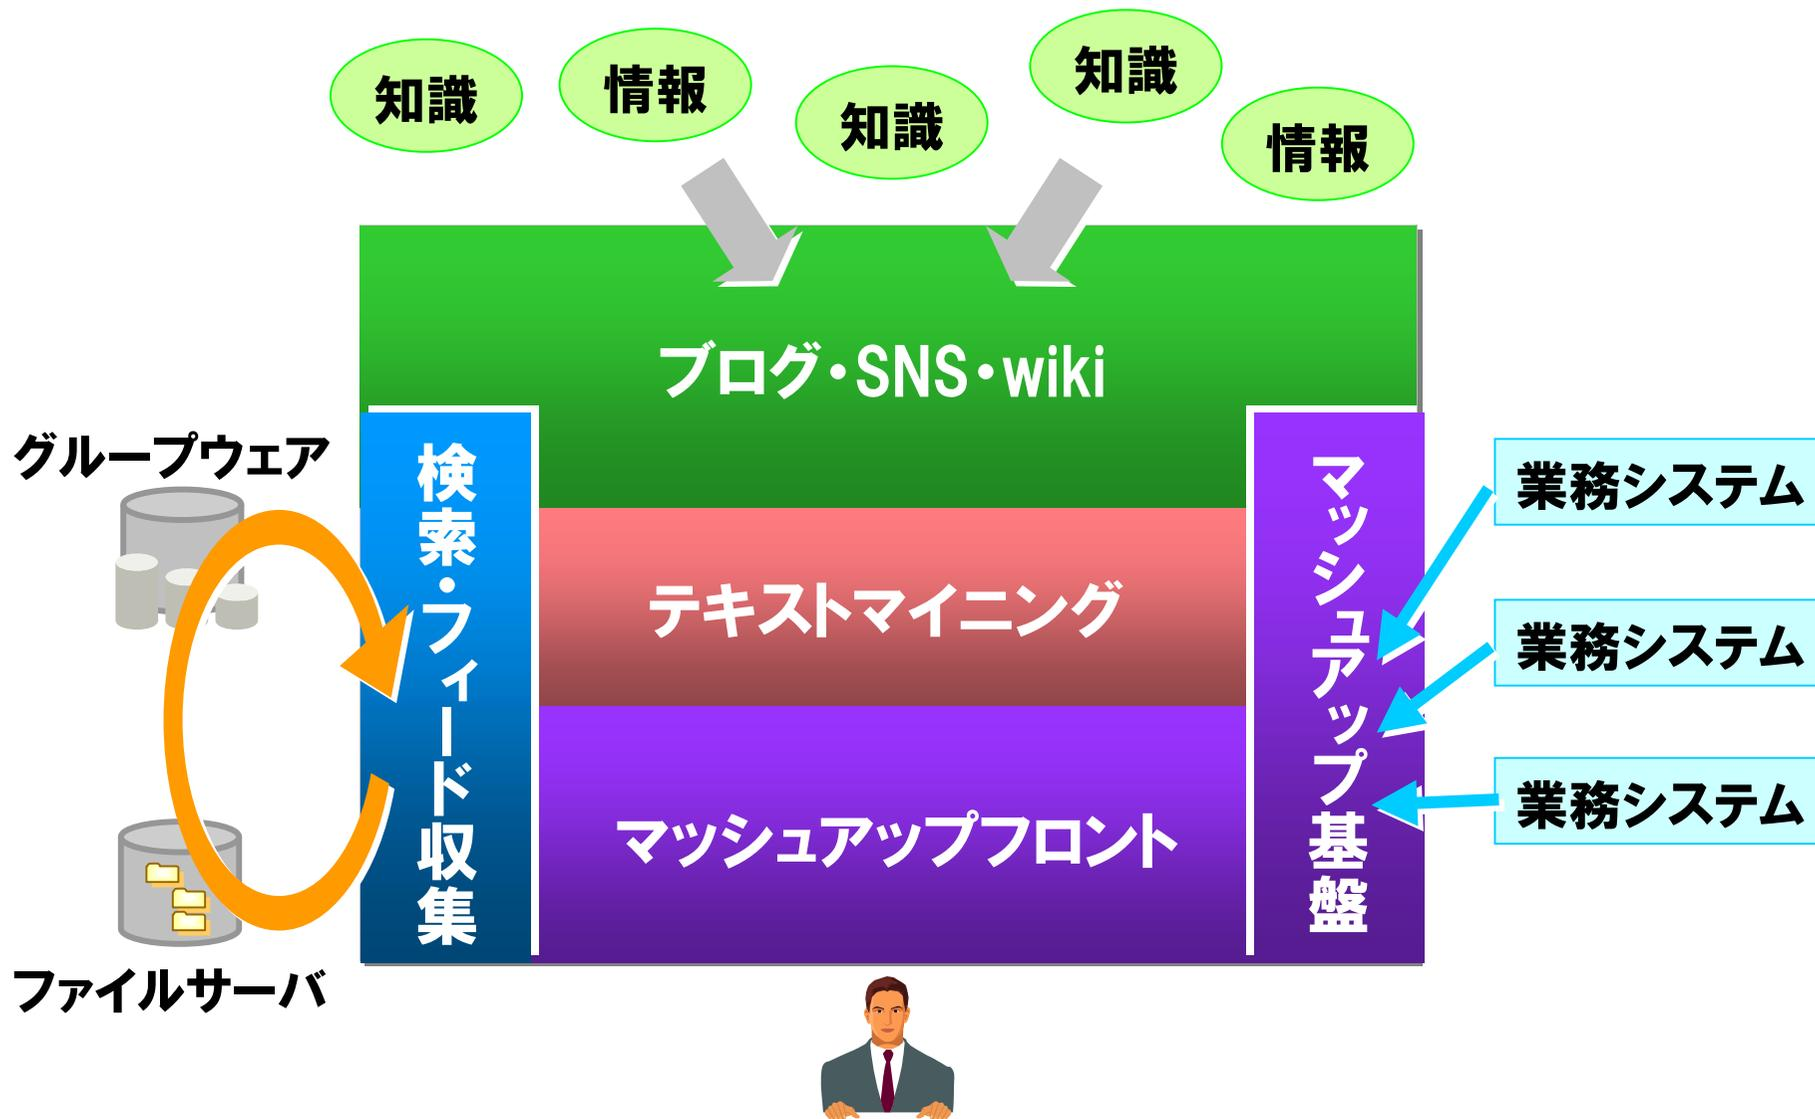 知識
情報
知識
知識
情報
ブログ・SNS・wiki
グループウェア
検索・フィード収集
マッシュアップ基盤
業務システム
テキストマイニング
業務システム
マッシュアップフロント
業務システム
ファイルサーバ